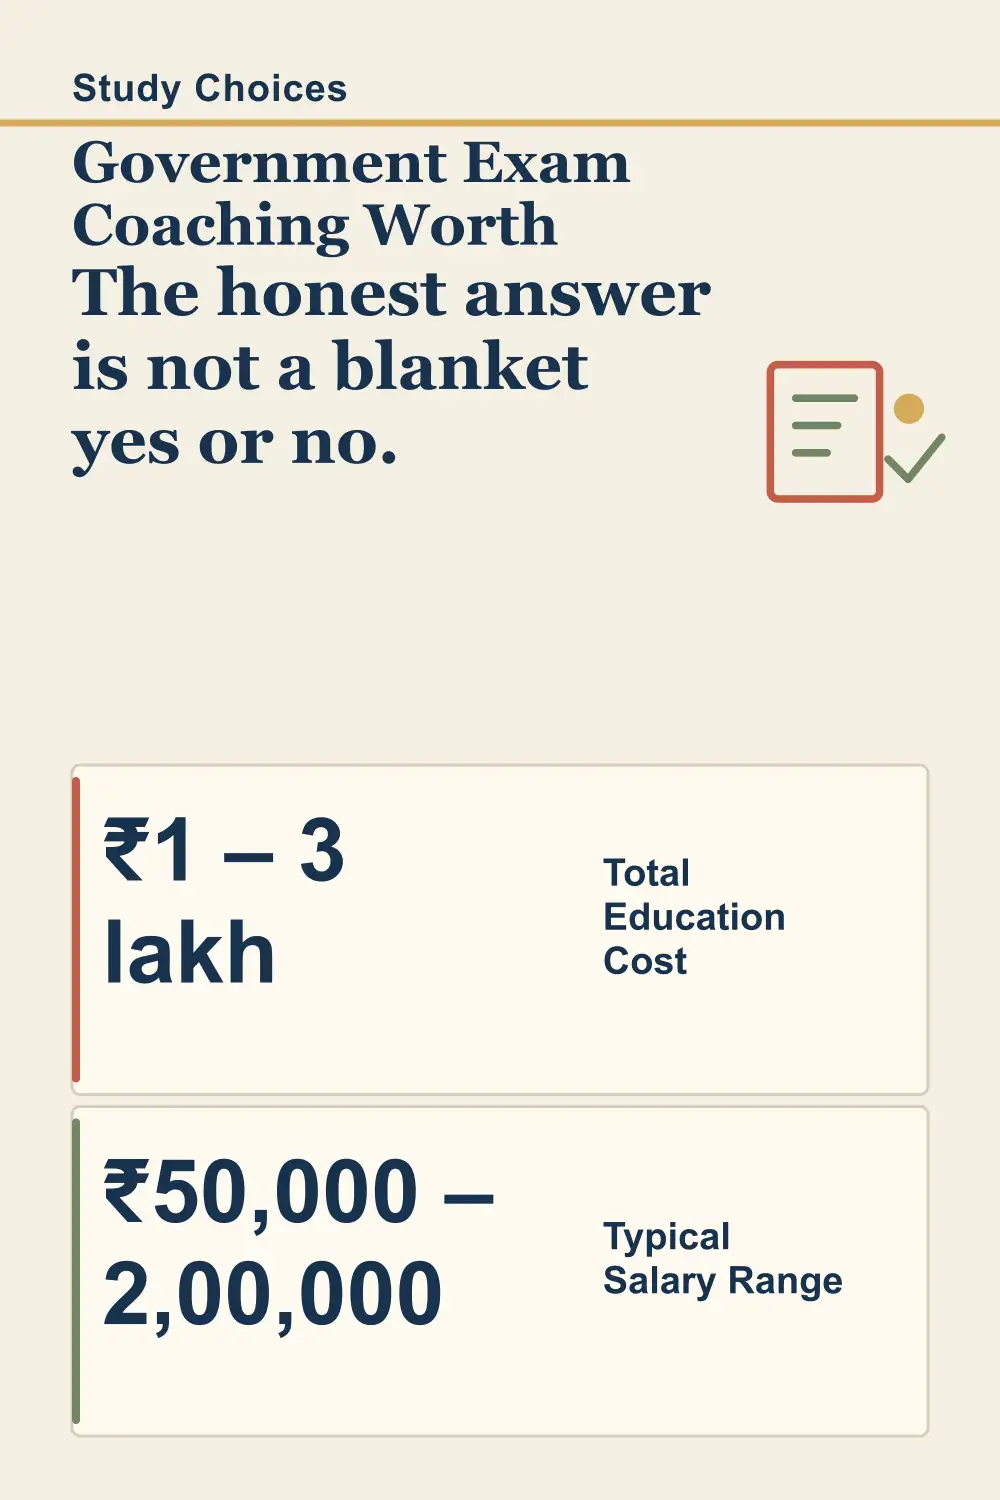 Study Choices
Government Exam
Coaching Worth
The honest answer
is not a blanket
yes or no.
₹1 – 3
lakh
Total
Education
Cost
₹50,000 –
2,00,000
Typical
Salary Range